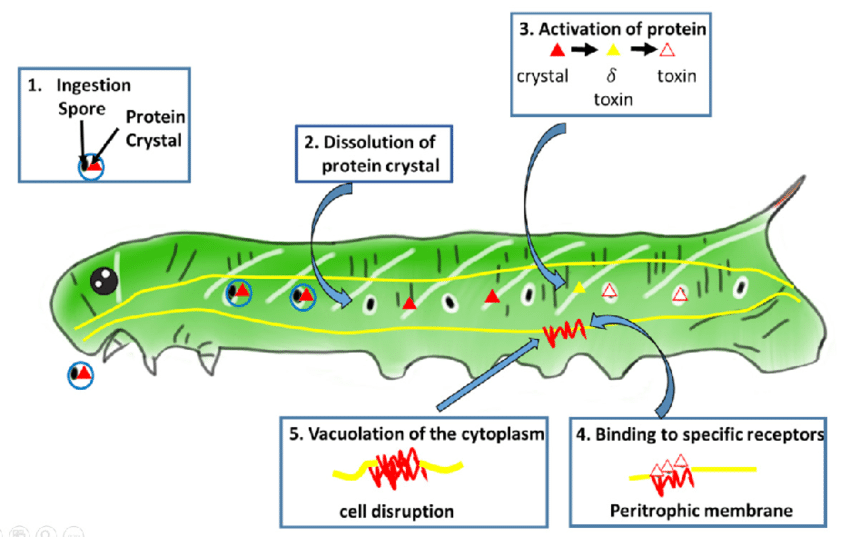 1. Ingestion
Spore
Protein
Crystal
2. Dissolution of
protein crystal
3. Activation of protein
crystal δ toxin
toxin
4. Binding to specific receptors
Peritrophic membrane
5. Vacuolation of the cytoplasm
cell disruption